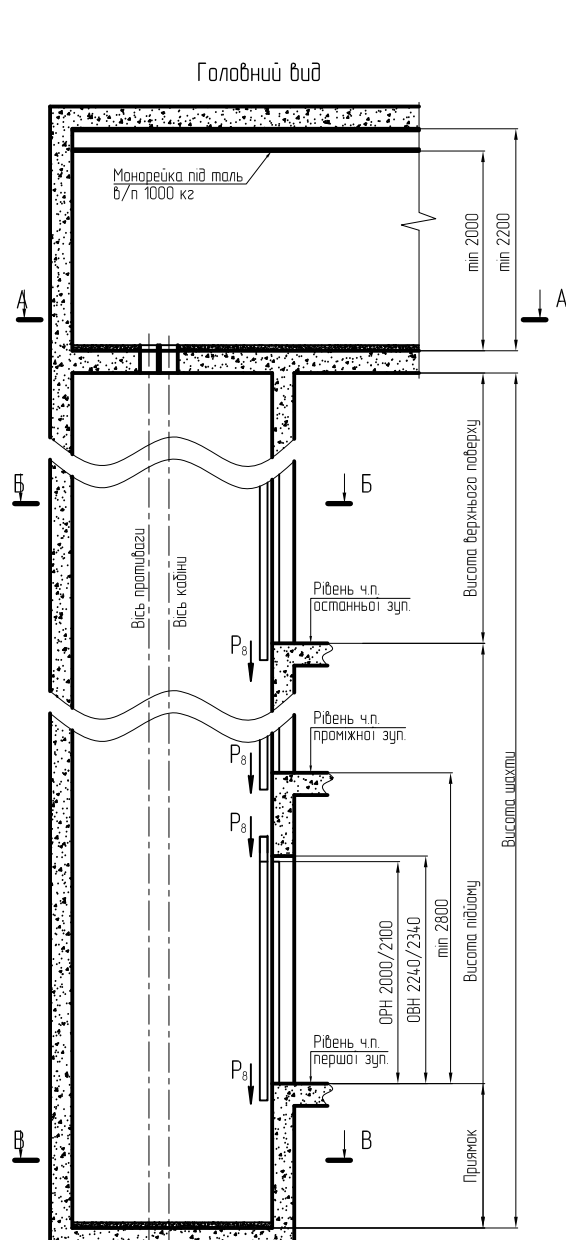 Головний вид
Монорейка під таль
в/п 1000 кг
min 2000
min 2200
А
А
Б
Б
Висота верхнього поверху
Вісь противаги
Вісь кабіни
Рівень ч.п.
останньої зуп.
P8
Рівень ч.п.
проміжної зуп.
P8
Висота шахти
P8
ОРН 2000/2100
ОВН 2240/2340
min 2800
Висота підйому
Рівень ч.п.
першої зуп.
P8
В
В
Приямок